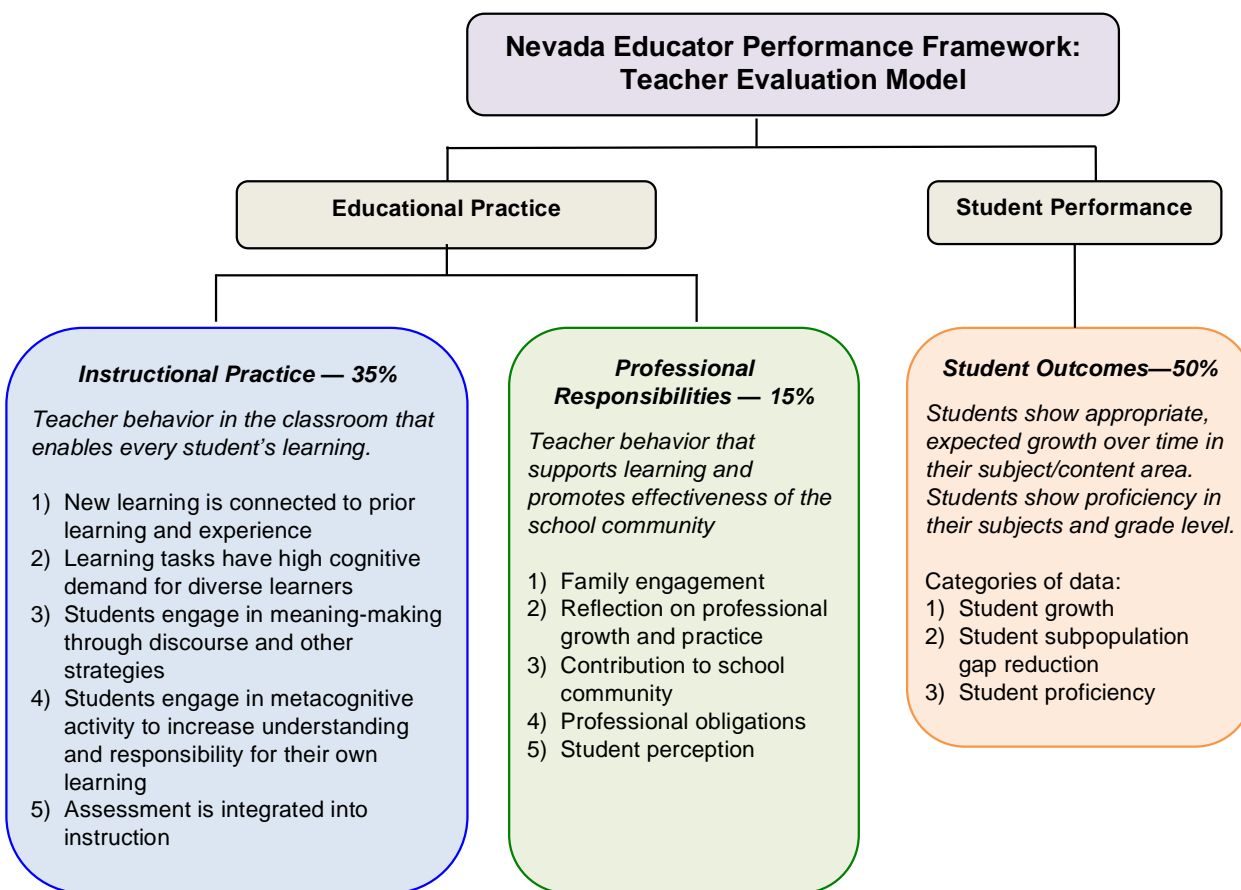 Nevada Educator Performance Framework:
Teacher Evaluation Model
Educational Practice
Student Performance
Instructional Practice — 35%
Teacher behavior in the classroom that
enables every student’s learning.
1) New learning is connected to prior
learning and experience
2) Learning tasks have high cognitive
demand for diverse learners
3) Students engage in meaning-making
through discourse and other
strategies
4) Students engage in metacognitive
activity to increase understanding
and responsibility for their own
learning
5) Assessment is integrated into
instruction
Professional
Responsibilities — 15%
Teacher behavior that
supports learning and
promotes effectiveness of the
school community
1) Family engagement
2) Reflection on professional
growth and practice
3) Contribution to school
community
4) Professional obligations
5) Student perception
Student Outcomes—50%
Students show appropriate,
expected growth over time in
their subject/content area.
Students show proficiency in
their subjects and grade level.
Categories of data:
1) Student growth
2) Student subpopulation
gap reduction
3) Student proficiency